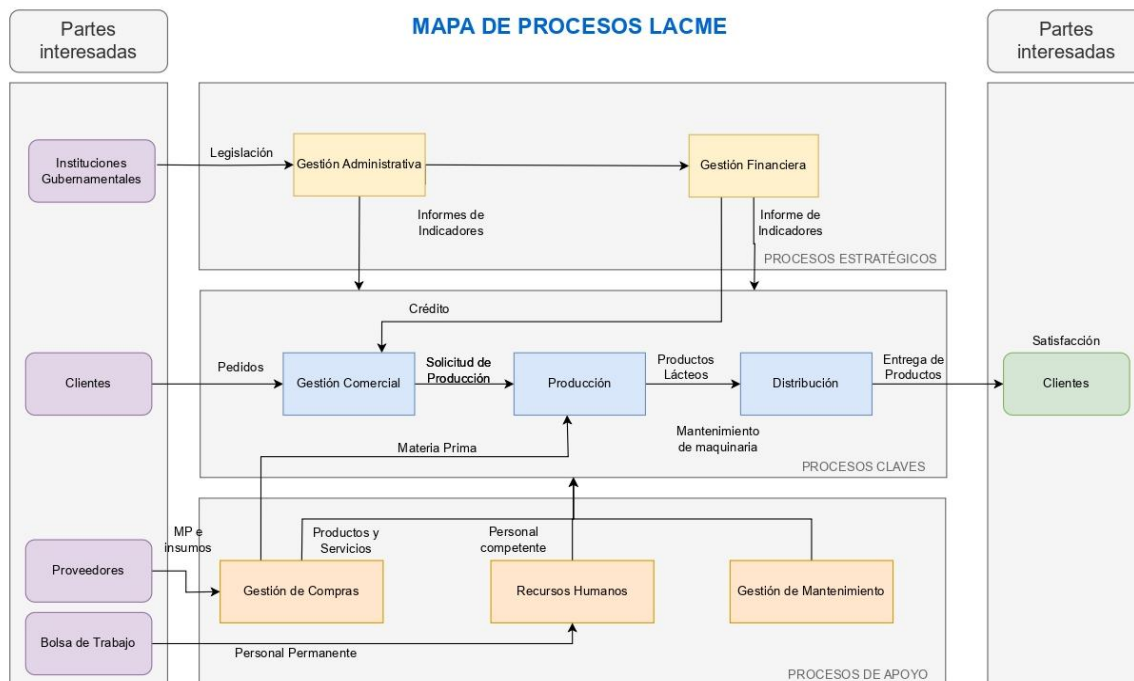 Partes
interesadas
MAPA DE PROCESOS LACME
Partes
interesadas
Instituciones
Gubernamentales
Legislación
Gestión Administrativa
Gestión Financiera
Informes de
Indicadores
Informe de
Indicadores
PROCESOS ESTRATÉGICOS
Crédito
Clientes
Pedidos
Gestión Comercial
Solicitud de
Producción
Producción
Productos
Lácteos
Distribución
Entrega de
Productos
Satisfacción
Clientes
Materia Prima
Mantenimiento
de maquinaria
PROCESOS CLAVES
MP e
insumos
Productos y
Servicios
Personal
competente
Proveedores
Gestión de Compras
Recursos Humanos
Gestión de Mantenimiento
Bolsa de Trabajo
Personal Permanente
PROCESOS DE APOYO